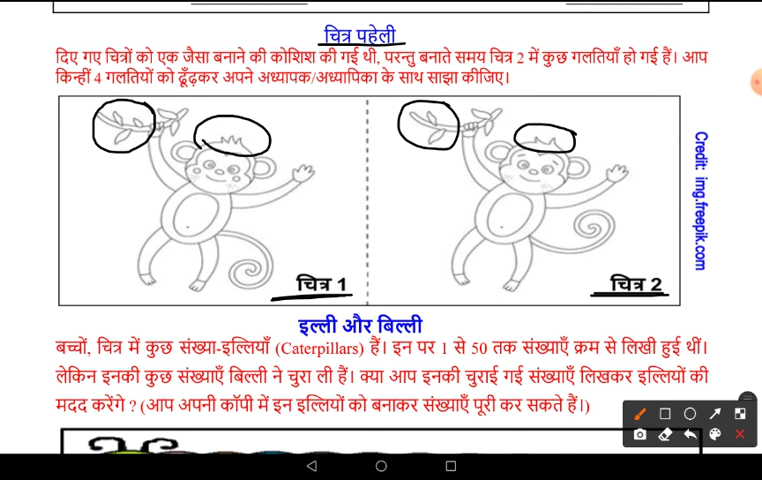 चित्र पहेली
दिए गए चित्रों को एक जैसा बनाने की कोशिश की गई थी, परन्तु बनाते समय चित्र 2 में कुछ गलतियाँ हो गई हैं। आप
किन्हीं 4 गलतियों को ढूँढ़कर अपने अध्यापक/अध्यापिका के साथ साझा कीजिए।
चित्र 1
चित्र 2
Credit: img.freepik.com
इल्ली और बिल्ली
बच्चों, चित्र में कुछ संख्या-इल्लियाँ (Caterpillars) हैं। इन पर 1 से 50 तक संख्याएँ क्रम से लिखी हुई थीं।
लेकिन इनकी कुछ संख्याएँ बिल्ली ने चुरा ली हैं। क्या आप इनकी चुराई गई संख्याएँ लिखकर इल्लियों की
मदद करेंगे ? (आप अपनी कॉपी में इन इल्लियों को बनाकर संख्याएँ पूरी कर सकते हैं।)